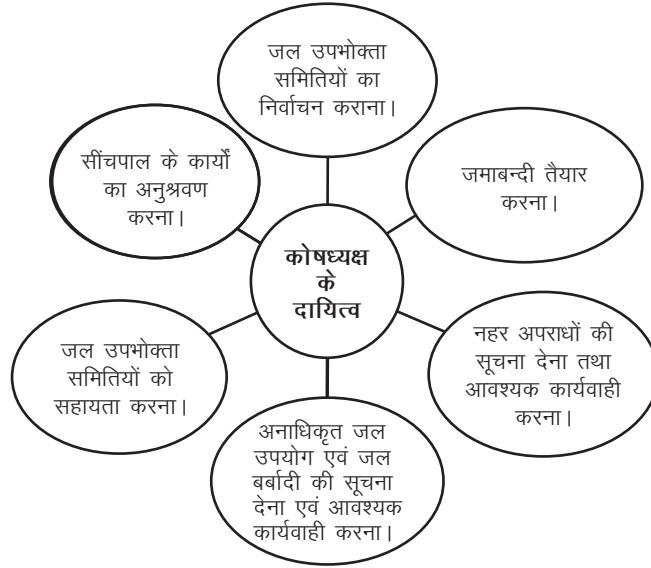 जल उपभोक्ता
समितियों का
निर्वाचन कराना।
सींचपाल के कार्यों
का अनुश्रवण
करना।
जमाबन्दी तैयार
करना।
कोषध्यक्ष
के
दायित्व
जल उपभोक्ता
समितियों को
सहायता करना।
नहर अपराधों की
सूचना देना तथा
आवश्यक कार्यवाही
करना।
अनाधिकृत जल
उपयोग एवं जल
बर्बादी की सूचना
देना एवं आवश्यक
कार्यवाही करना।